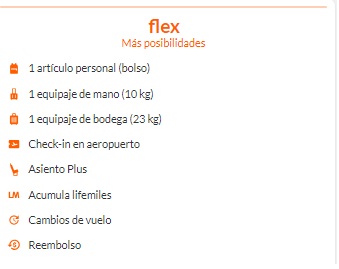 flex
Más posibilidades
1 artículo personal (bolso)
1 equipaje de mano (10 kg)
1 equipaje de bodega (23 kg)
Check-in en aeropuerto
Asiento Plus
LM Acumula lifemiles
Cambios de vuelo
Reembolso